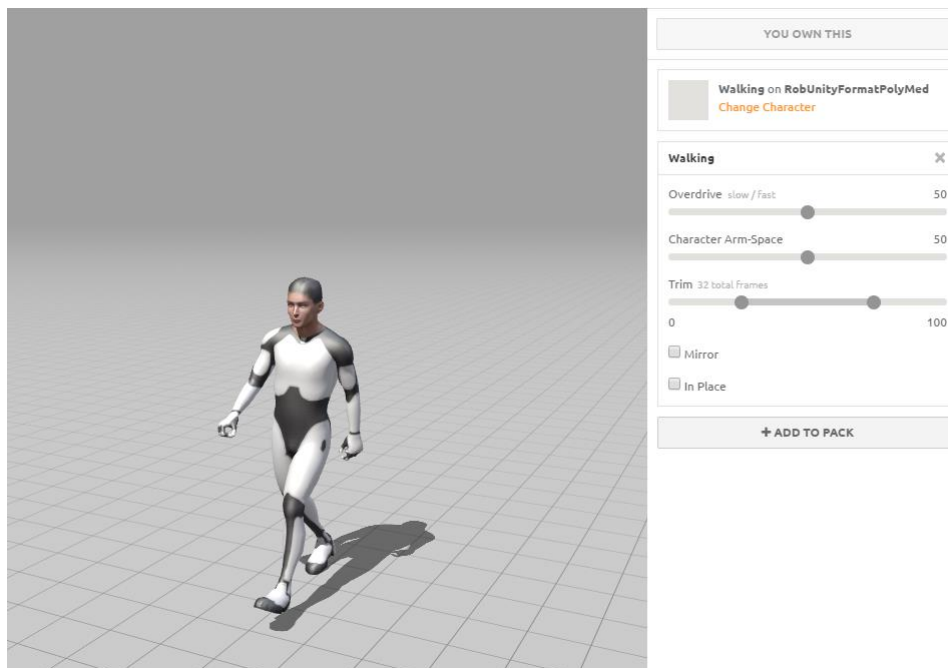 YOU OWN THIS
Walking on RobUnityFormatPolyMed
Change Character
Walking
Overdrive slow / fast 50
Character Arm-Space 50
Trim 32 total frames
0 100
Mirror
In Place
+ ADD TO PACK